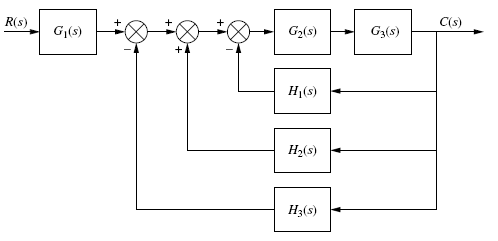 R(s)
G₁(s)
+
−
+
+
+
−
G₂(s)
G₃(s)
C(s)
H₁(s)
H₂(s)
H₃(s)